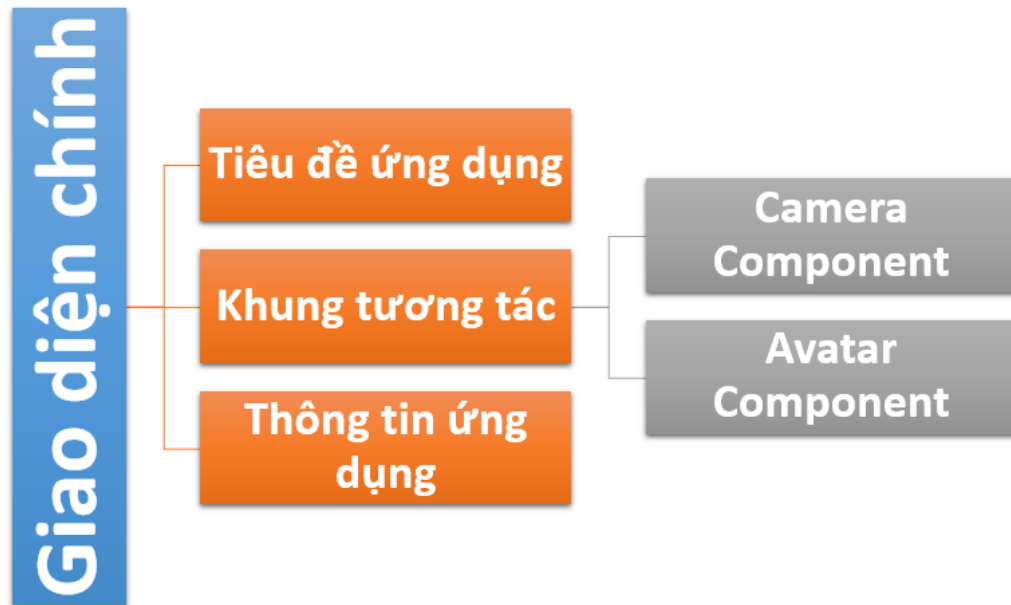 Giao diện chính
Tiêu đề ứng dụng
Khung tương tác
Thông tin ứng
dụng
Camera
Component
Avatar
Component